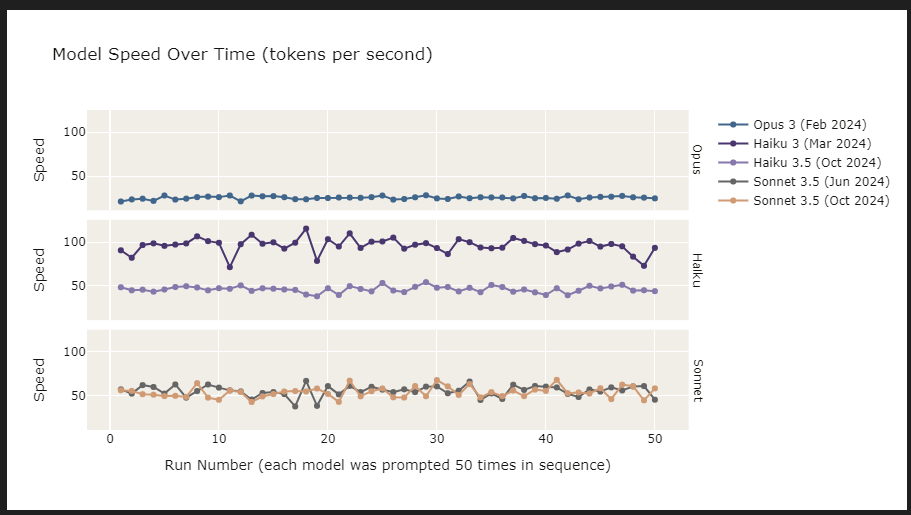 Model Speed Over Time (tokens per second)
Opus 3 (Feb 2024)
Haiku 3 (Mar 2024)
Haiku 3.5 (Oct 2024)
Sonnet 3.5 (Jun 2024)
Sonnet 3.5 (Oct 2024)
Speed
100
50
Opus
Speed
100
50
Haiku
Speed
100
50
Sonnet
0 10 20 30 40 50
Run Number (each model was prompted 50 times in sequence)